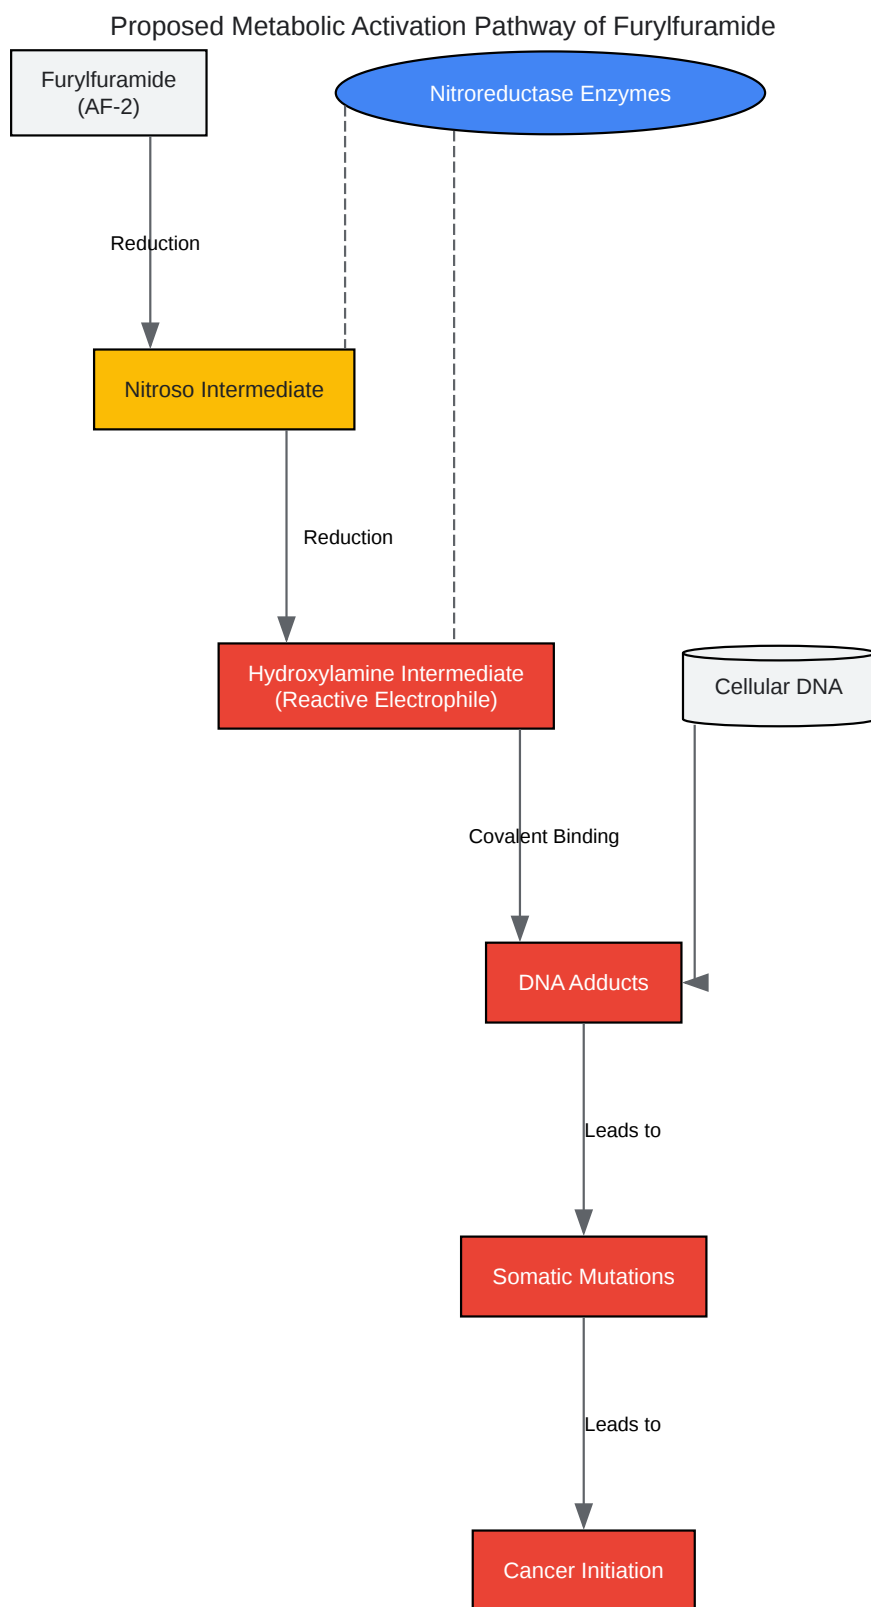 Proposed Metabolic Activation Pathway of Furylfuramide
Furylfuramide
(AF-2)
Nitroreductase Enzymes
Reduction
Nitroso Intermediate
Reduction
Hydroxylamine Intermediate
(Reactive Electrophile)
Cellular DNA
Covalent Binding
DNA Adducts
Leads to
Somatic Mutations
Leads to
Cancer Initiation